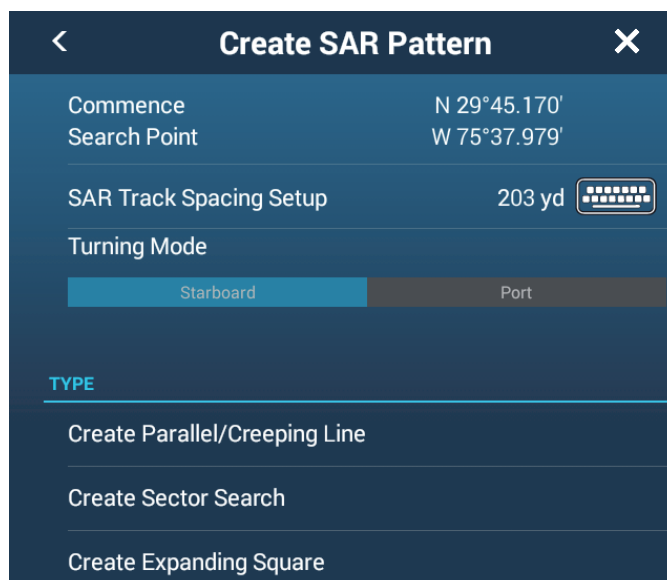 Create SAR Pattern
Commence N 29°45.170'
Search Point W 75°37.979'
SAR Track Spacing Setup 203 yd
Turning Mode
Starboard Port
TYPE
Create Parallel/Creeping Line
Create Sector Search
Create Expanding Square